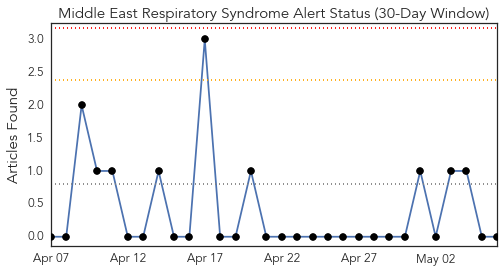 Middle East Respiratory Syndrome Alert Status (30-Day Window)
Articles Found
3.0
2.5
2.0
1.5
1.0
0.5
0.0
Apr 07 Apr 12 Apr 17 Apr 22 Apr 27 May 02